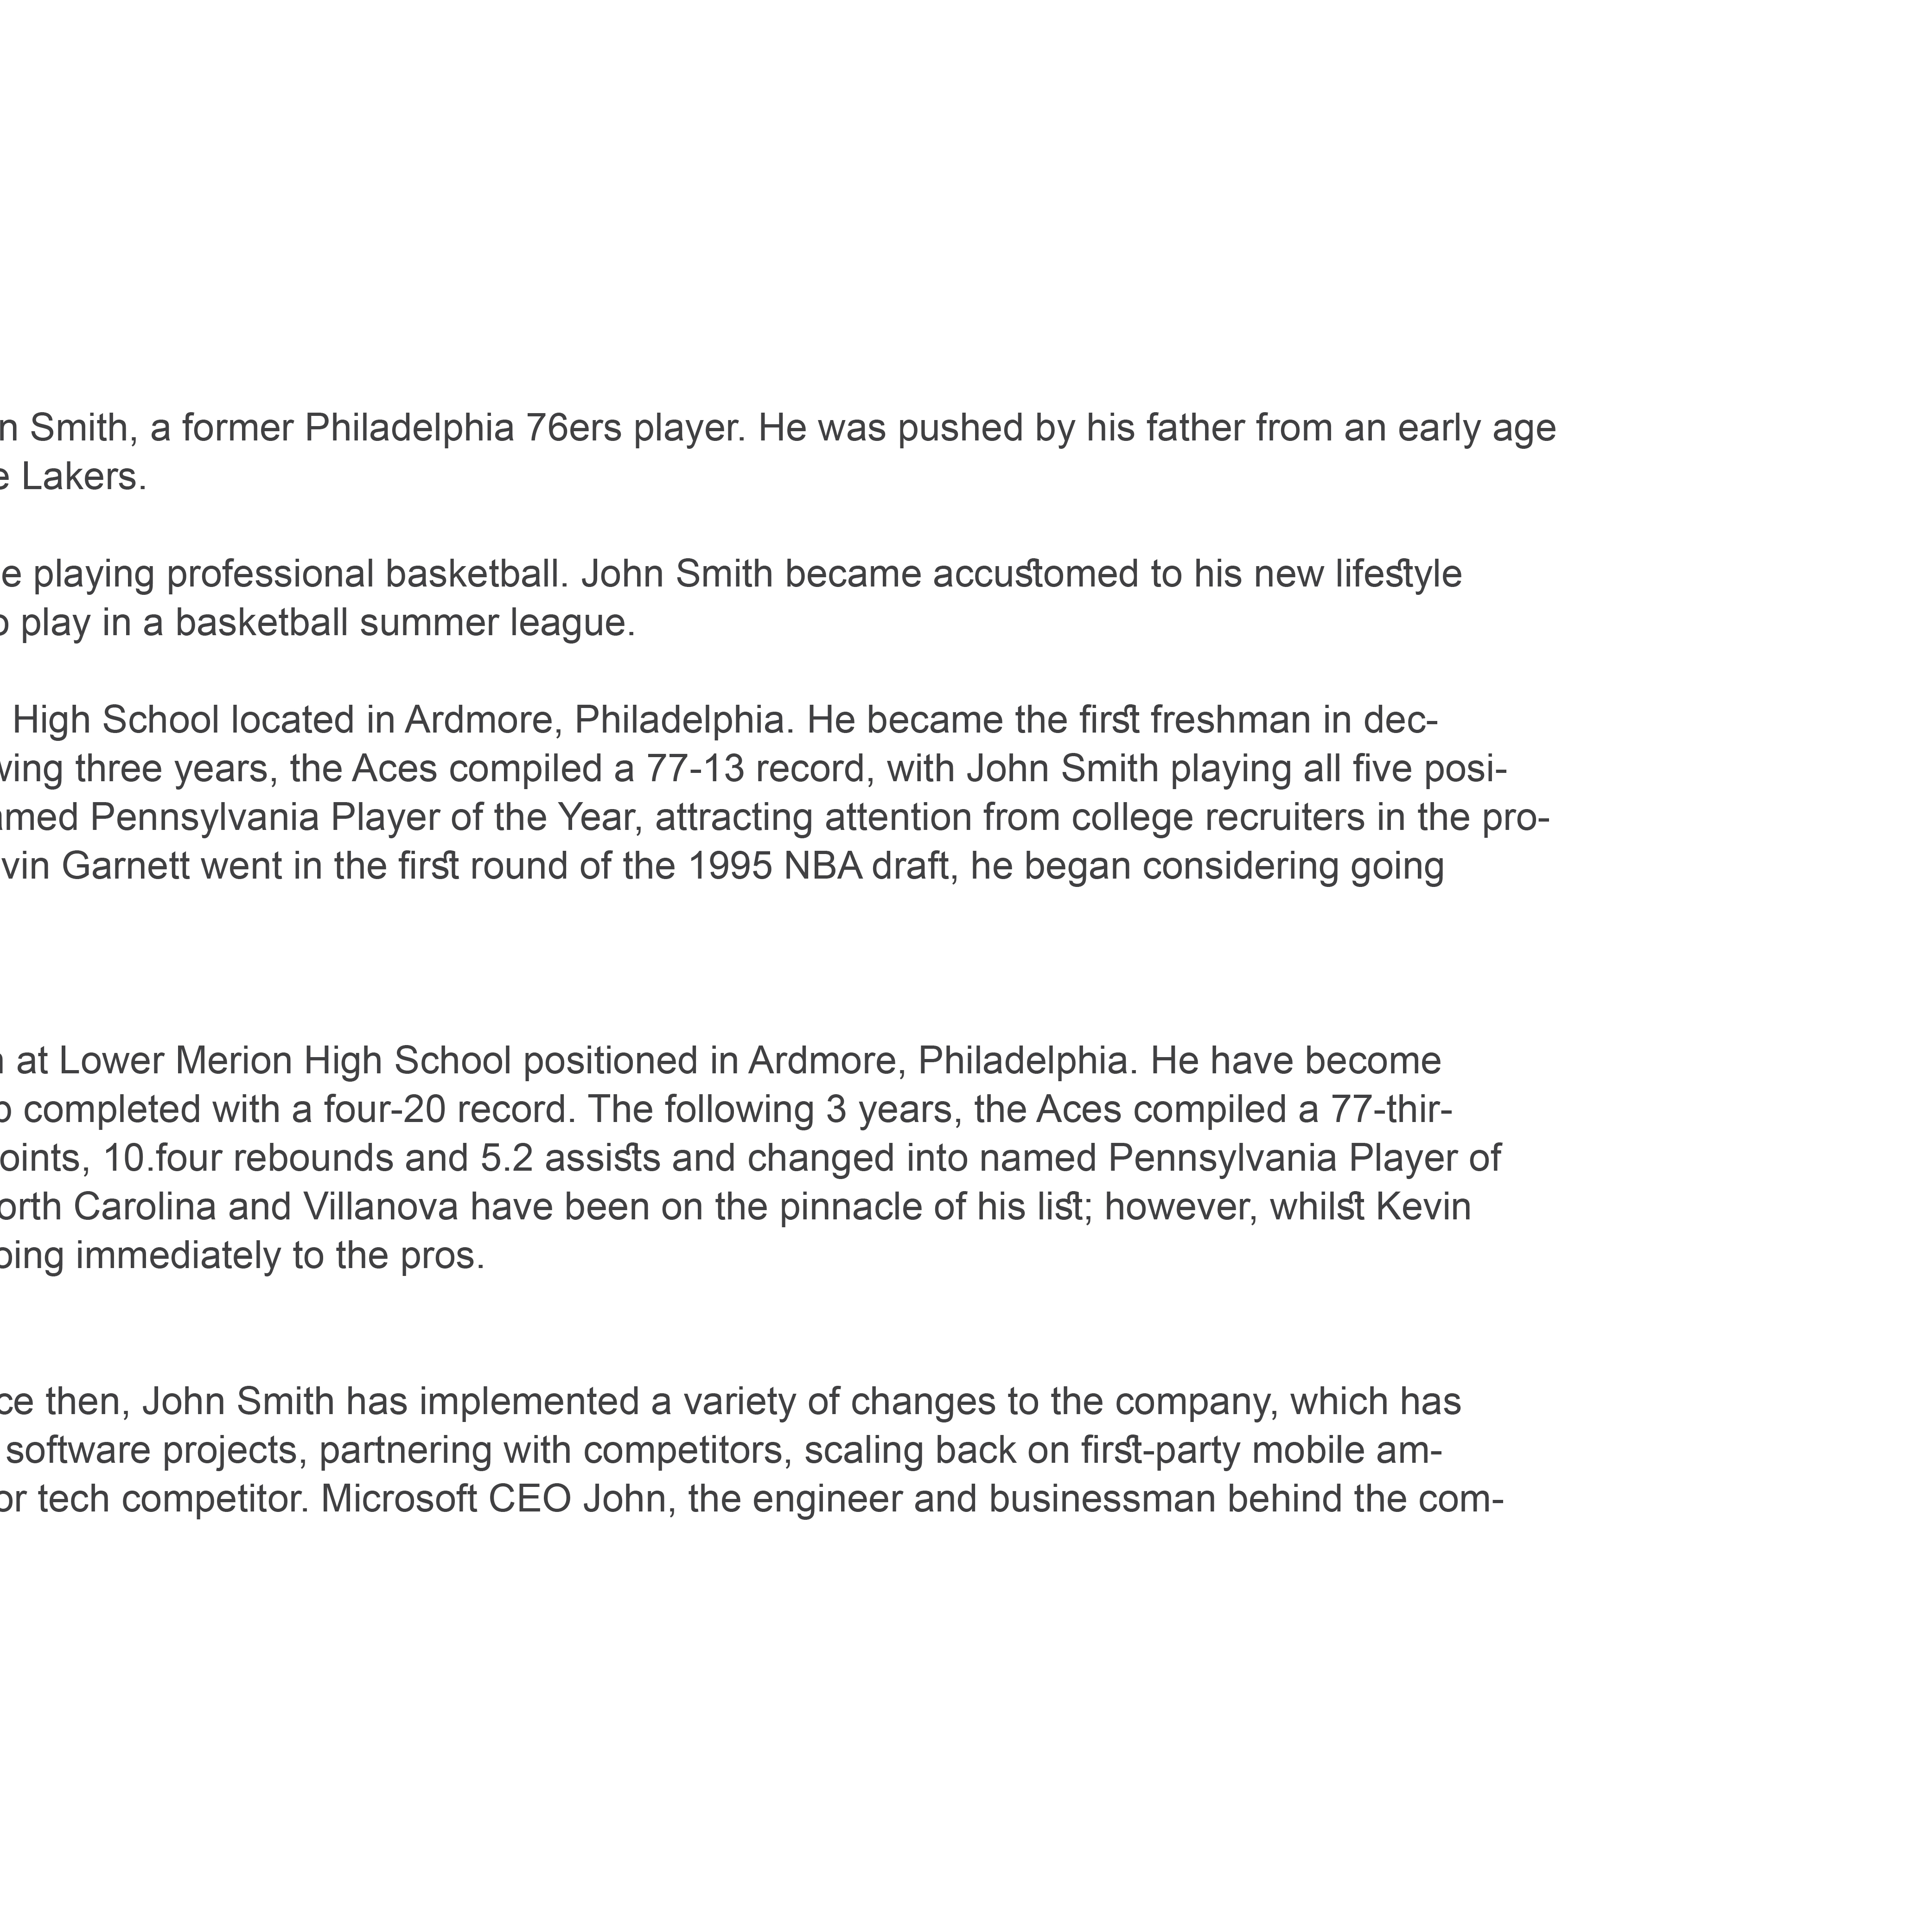 Smith, a former Philadelphia 76ers player. He was pushed by his father from an early age
Lakers.
playing professional basketball. John Smith became accustomed to his new lifestyle
play in a basketball summer league.
High School located in Ardmore, Philadelphia. He became the first freshman in dec-
three years, the Aces compiled a 77-13 record, with John Smith playing all five posi-
Pennsylvania Player of the Year, attracting attention from college recruiters in the pro-
vin Garnett went in the first round of the 1995 NBA draft, he began considering going
at Lower Merion High School positioned in Ardmore, Philadelphia. He have become
completed with a four-20 record. The following 3 years, the Aces compiled a 77-thir-
oints, 10.four rebounds and 5.2 assists and changed into named Pennsylvania Player of
orth Carolina and Villanova have been on the pinnacle of his list; however, whilst Kevin
oing immediately to the pros.
ce then, John Smith has implemented a variety of changes to the company, which has
software projects, partnering with competitors, scaling back on first-party mobile am-
or tech competitor. Microsoft CEO John, the engineer and businessman behind the com-